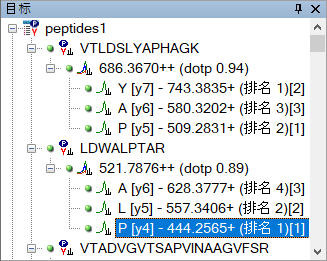 目标
peptides1
VTLDSLYAPHAGK
686.3670++ (dotp 0.94)
Y [y7] - 743.3835+ (排名 1)[2]
A [y6] - 580.3202+ (排名 3)[3]
P [y5] - 509.2831+ (排名 2)[1]
LDWALPTAR
521.7876++ (dotp 0.89)
A [y6] - 628.3777+ (排名 4)[3]
L [y5] - 557.3406+ (排名 2)[2]
P [y4] - 444.2565+ (排名 1)[1]
VTADVGVTSAPVINAAGVFSR